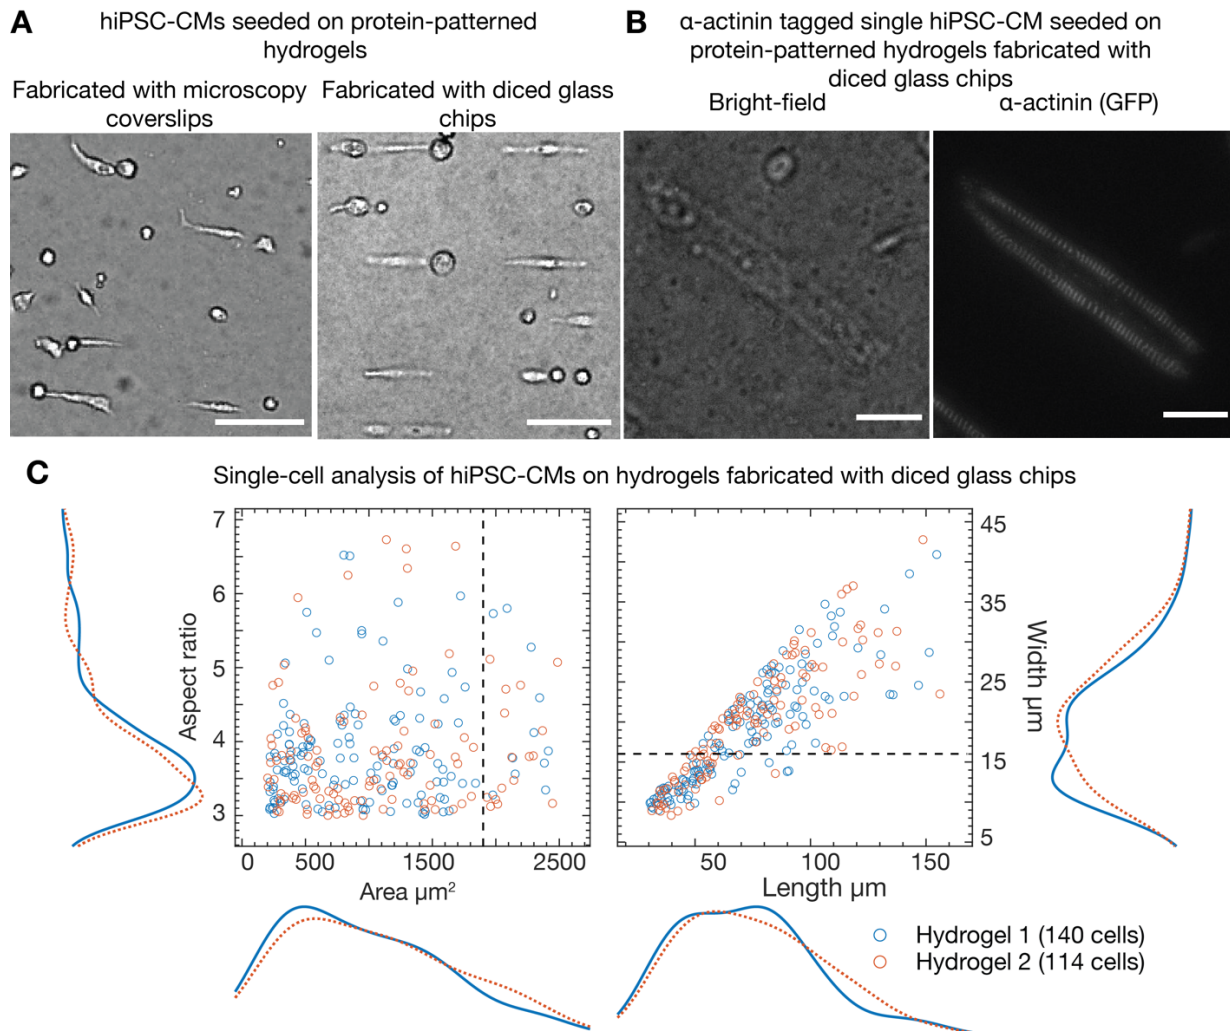 A
hiPSC-CMs seeded on protein-patterned
hydrogels
Fabricated with microscopy
coverslips
Fabricated with diced glass
chips
B
α-actinin tagged single hiPSC-CM seeded on
protein-patterned hydrogels fabricated with
diced glass chips
Bright-field
α-actinin (GFP)
C
Single-cell analysis of hiPSC-CMs on hydrogels fabricated with diced glass chips
Aspect ratio
7
6
5
4
3
0 500 1500 2500
Area µm²
45
35
25
15
5
Width µm
50 100 150
Length µm
Hydrogel 1 (140 cells)
Hydrogel 2 (114 cells)